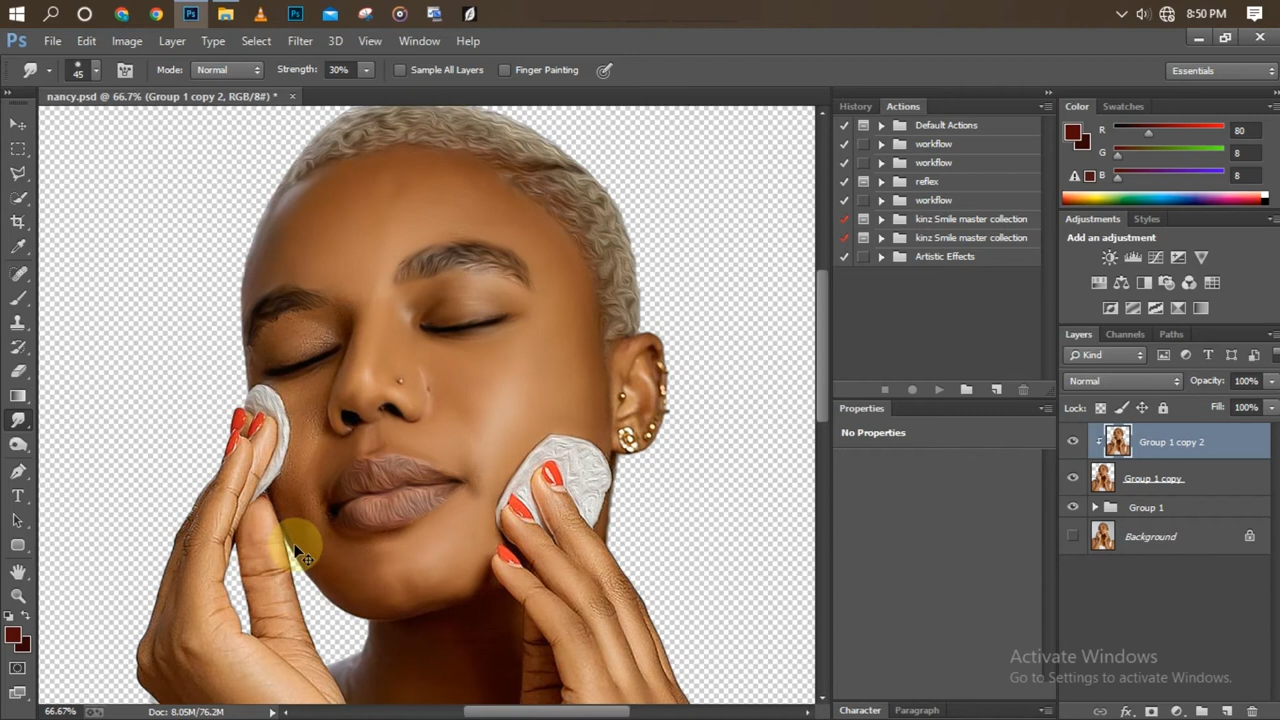 8:50 PM
Ps File Edit Image Layer Type Select Filter 3D View Window Help
45 Mode: Normal Strength: 30% Sample All Layers Finger Painting Essentials
nancy.psd @ 66.7% (Group 1 copy 2, RGB/8#) * ×
History Actions
Default Actions
workflow
workflow
reflex
workflow
kinz Smile master collection
kinz Smile master collection
Artistic Effects
Properties
No Properties
Color Swatches
R 80
G 8
B 8
Adjustments Styles
Add an adjustment
Layers Channels Paths
Kind
Normal Opacity: 100%
Lock: Fill: 100%
Group 1 copy 2
Group 1 copy
Group 1
Background
Activate Windows
Go to Settings to activate Windows.
66.67% Doc: 8.05M/76.2M
Character Paragraph